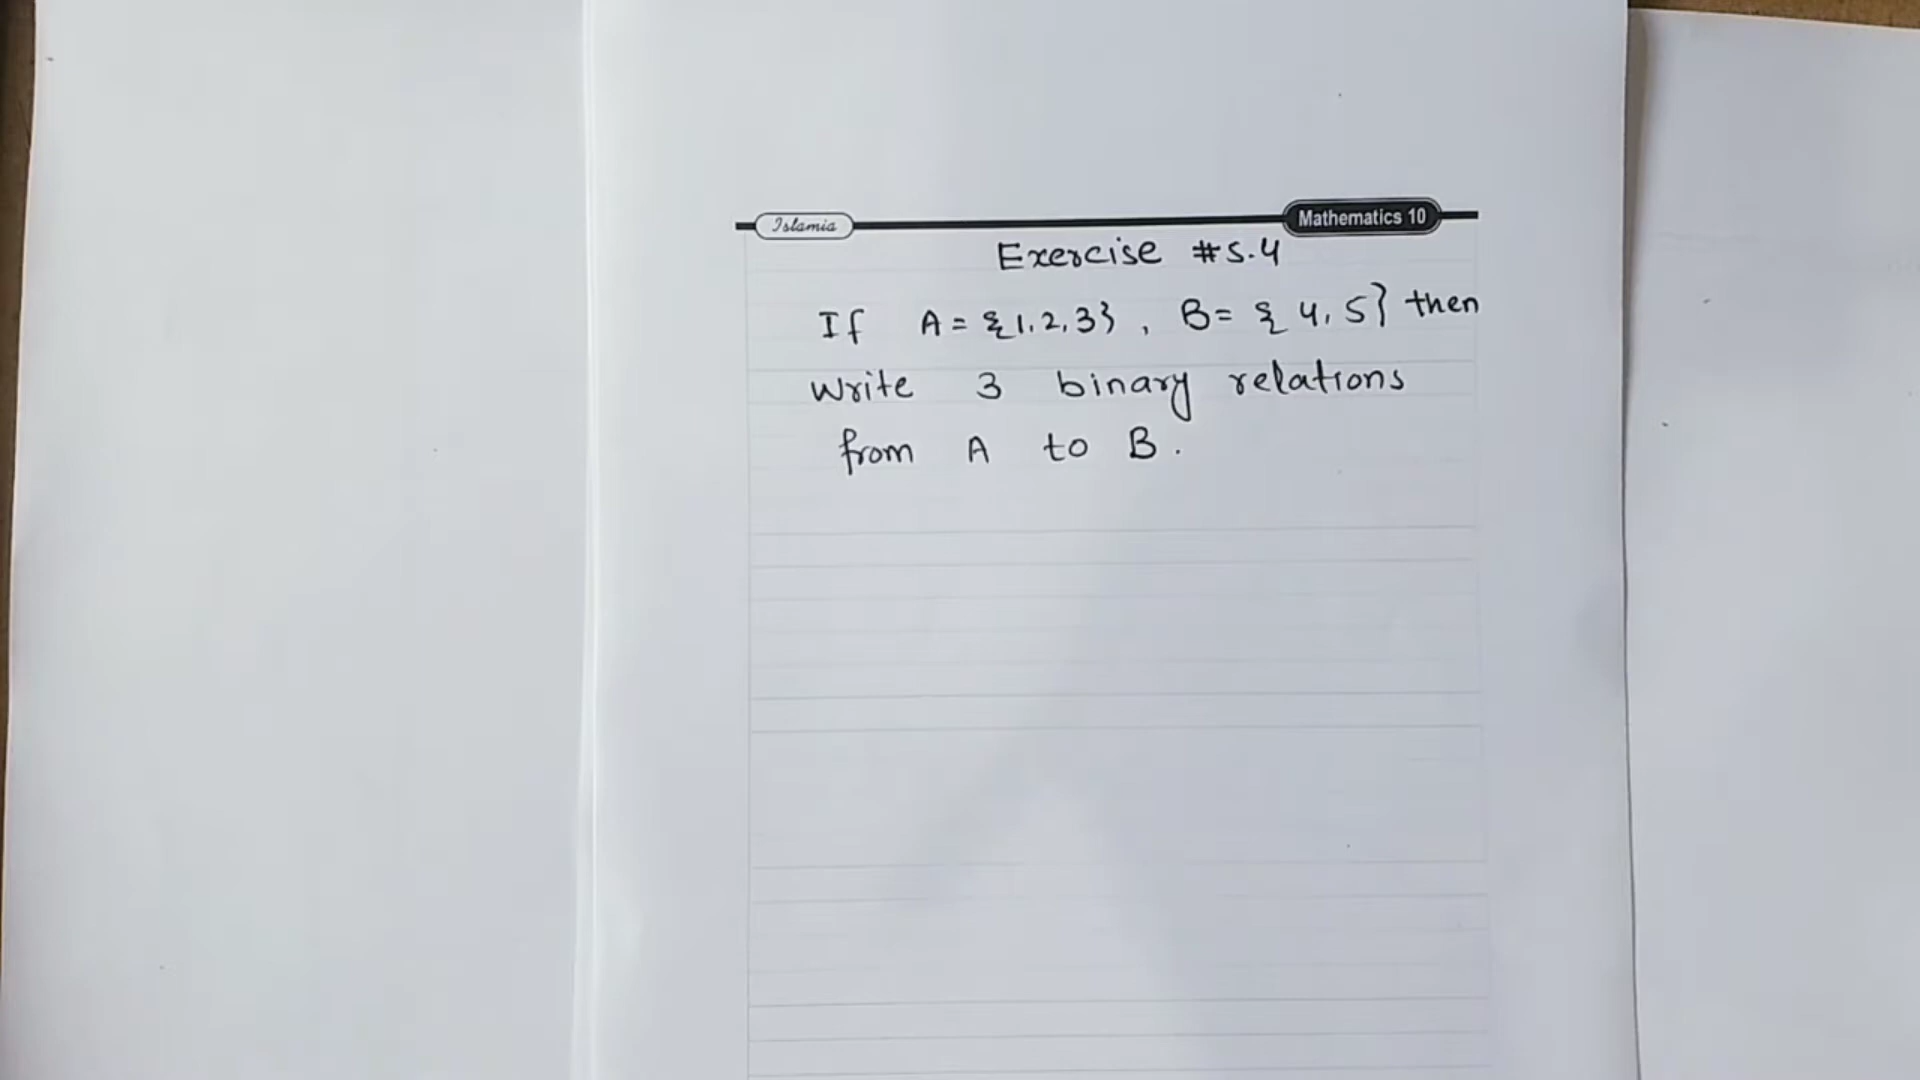 Islamia
Mathematics 10
Exercise #5.4
If A = {1,2,3} , B= { 4, 5} then
Write 3 binary relations
from A to B.